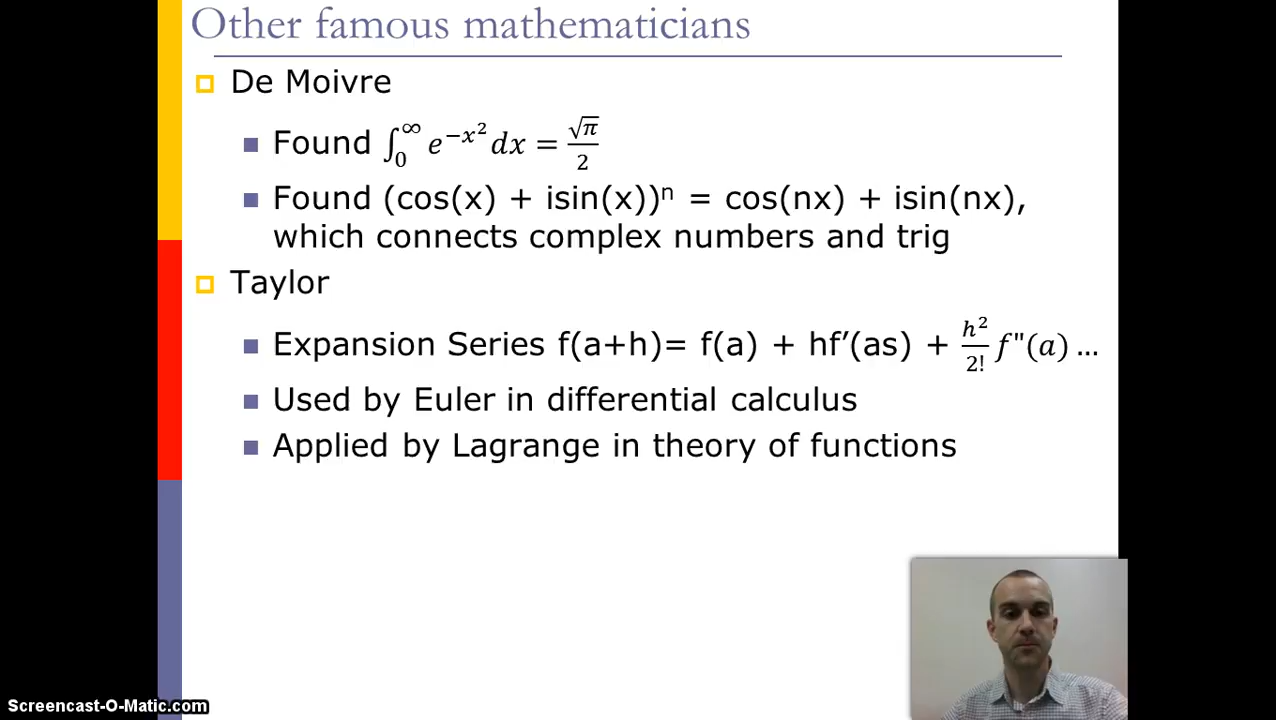 Other famous mathematicians
De Moivre
Found ∫₀^∞ e^(−x²) dx = √π/2
Found (cos(x) + isin(x))ⁿ = cos(nx) + isin(nx),
which connects complex numbers and trig
Taylor
Expansion Series f(a+h)= f(a) + hf’(as) + h²/2! f"(a) …
Used by Euler in differential calculus
Applied by Lagrange in theory of functions
Screencast-O-Matic.com